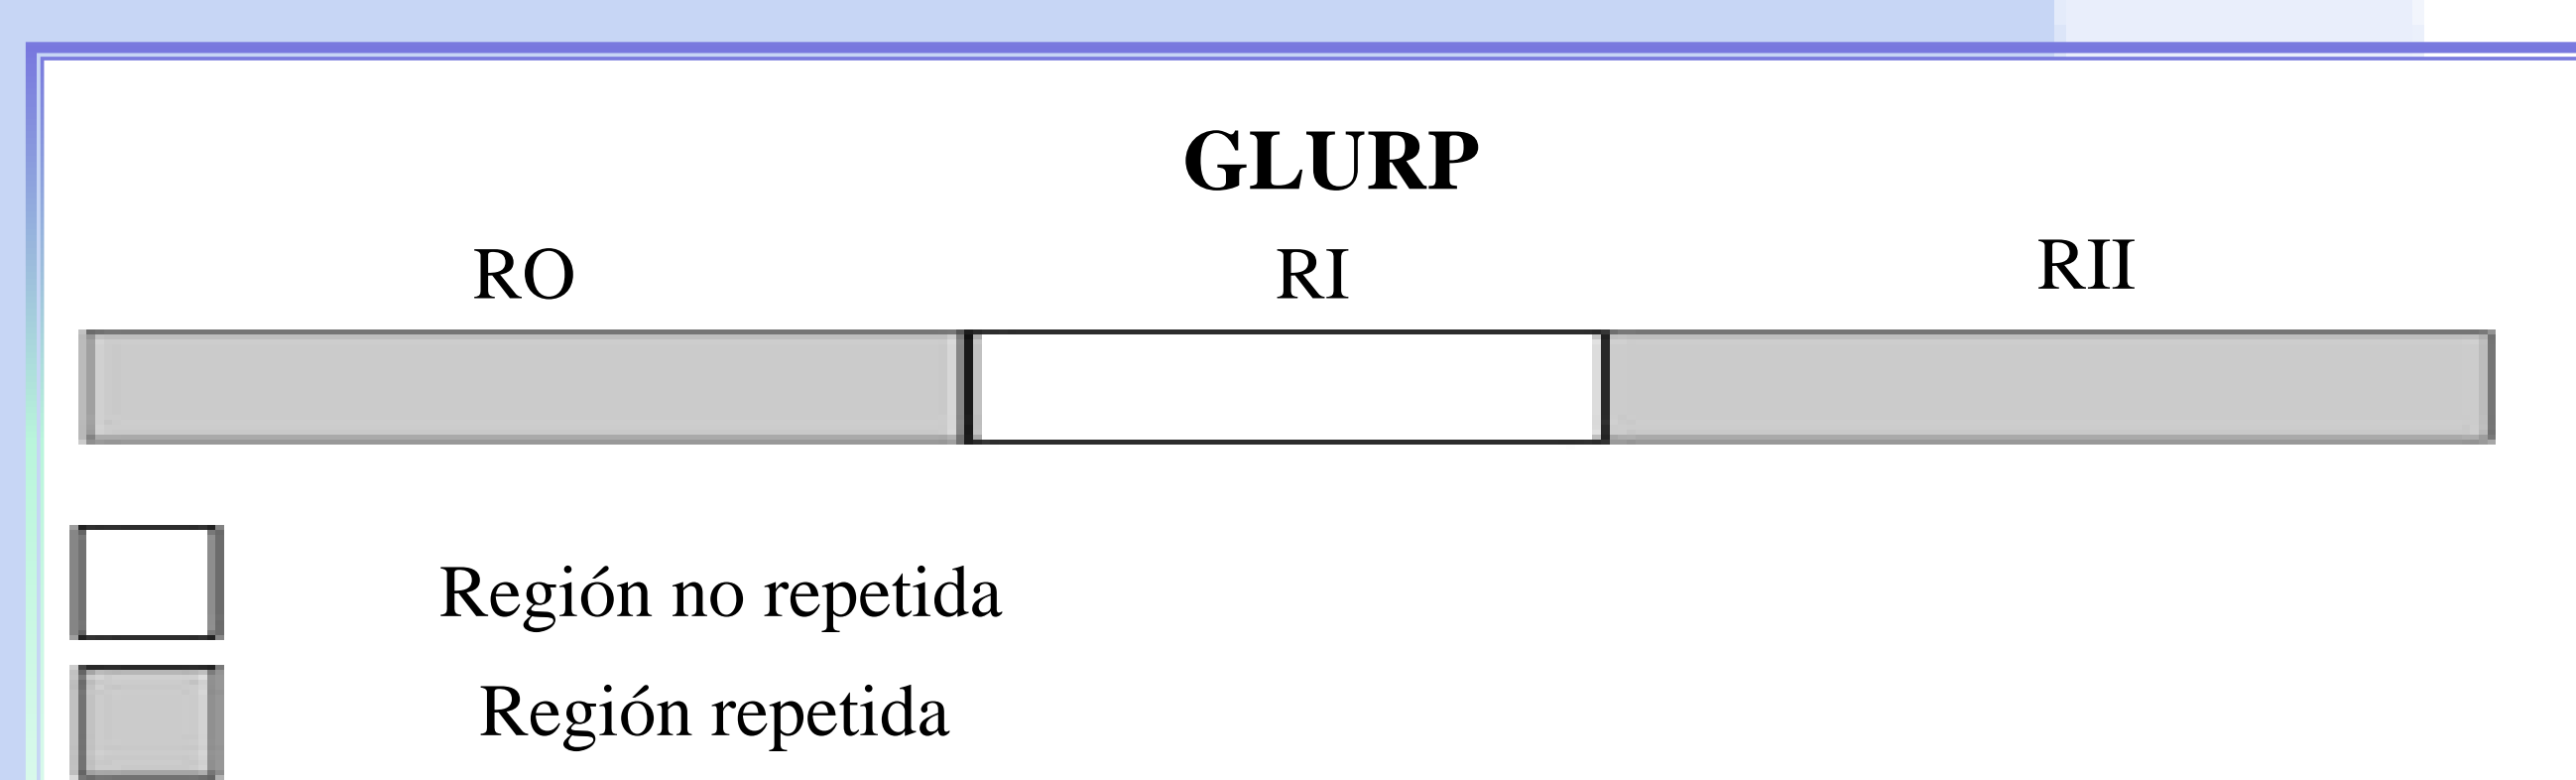 GLURP
RO RI RII
Región no repetida
Región repetida